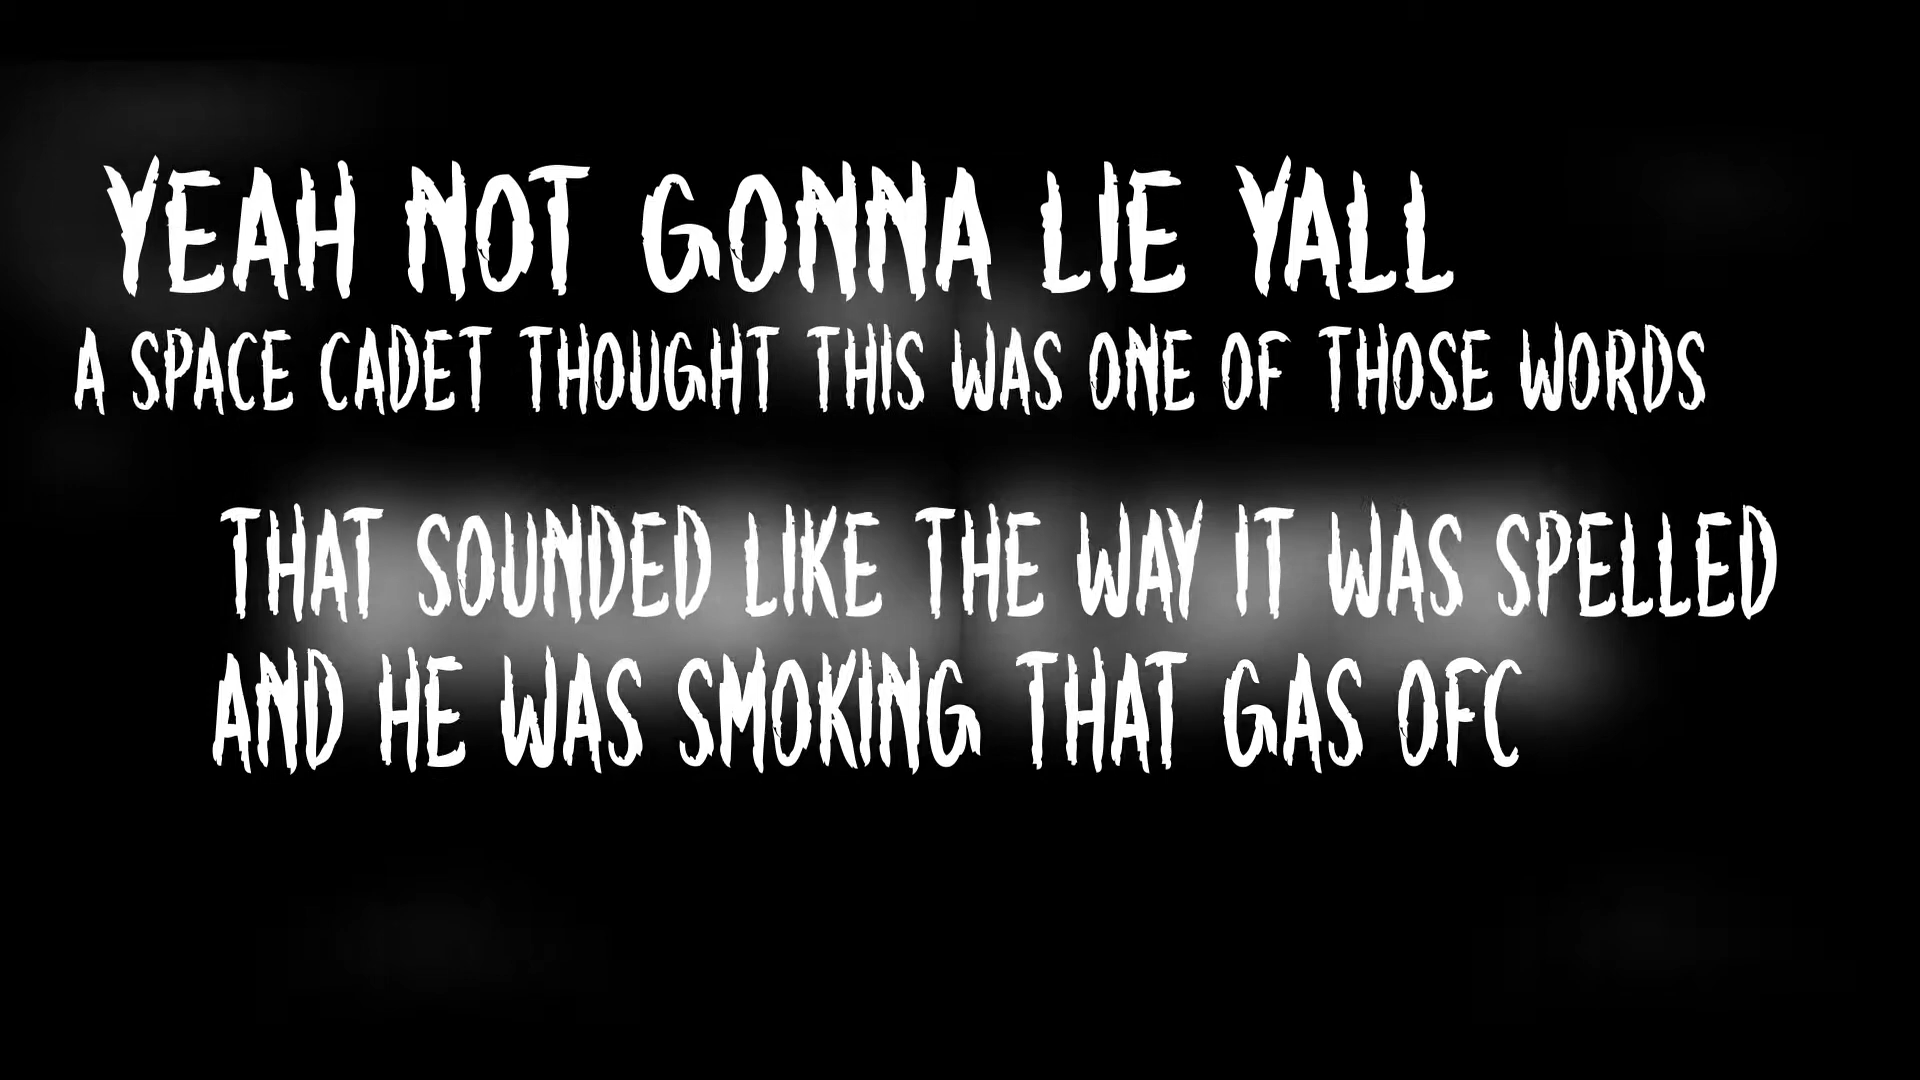 YEAH NOT GONNA LIE YALL
A SPACE CADET THOUGHT THIS WAS ONE OF THOSE WORDS
THAT SOUNDED LIKE THE WAY IT WAS SPELLED
AND HE WAS SMOKING THAT GAS OFC